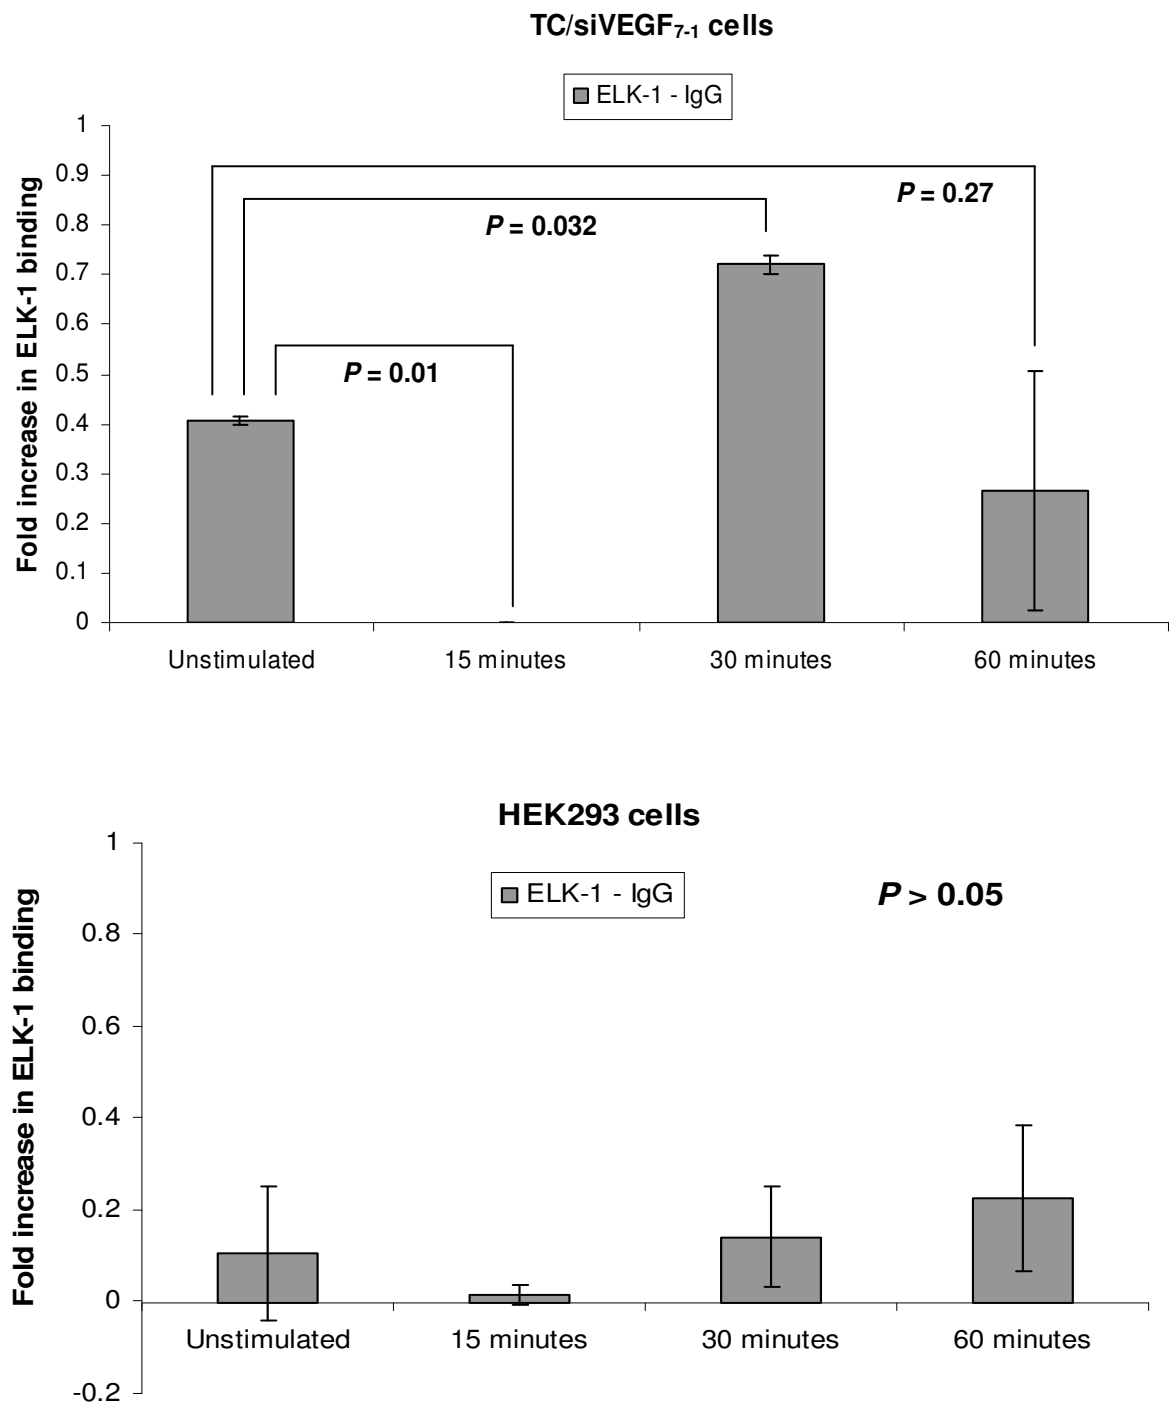 TC/siVEGF₇₋₁ cells
ELK-1 - IgG
Fold increase in ELK-1 binding
1
0.9
0.8
0.7
0.6
0.5
0.4
0.3
0.2
0.1
0
P = 0.27
P = 0.032
P = 0.01
Unstimulated 15 minutes 30 minutes 60 minutes
HEK293 cells
ELK-1 - IgG
P > 0.05
Fold increase in ELK-1 binding
1
0.8
0.6
0.4
0.2
0
-0.2
Unstimulated 15 minutes 30 minutes 60 minutes